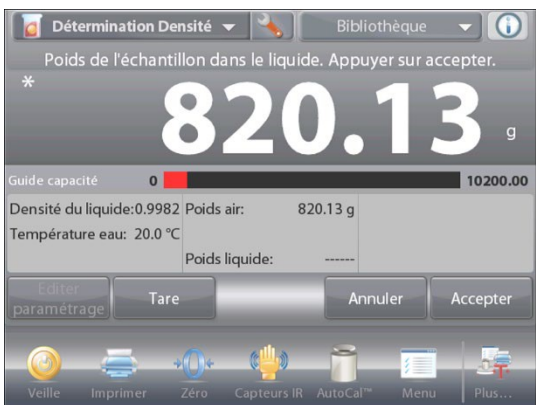 Détermination Densité Bibliothèque
Poids de l'échantillon dans le liquide. Appuyer sur accepter.
* 820.13 g
Guide capacité 0 10200.00
Densité du liquide:0.9982 Poids air: 820.13 g
Température eau: 20.0 °C
Poids liquide: ------
Editer paramétrage Tare Annuler Accepter
Veille Imprimer Zéro Capteurs IR AutoCal™ Menu Plus...